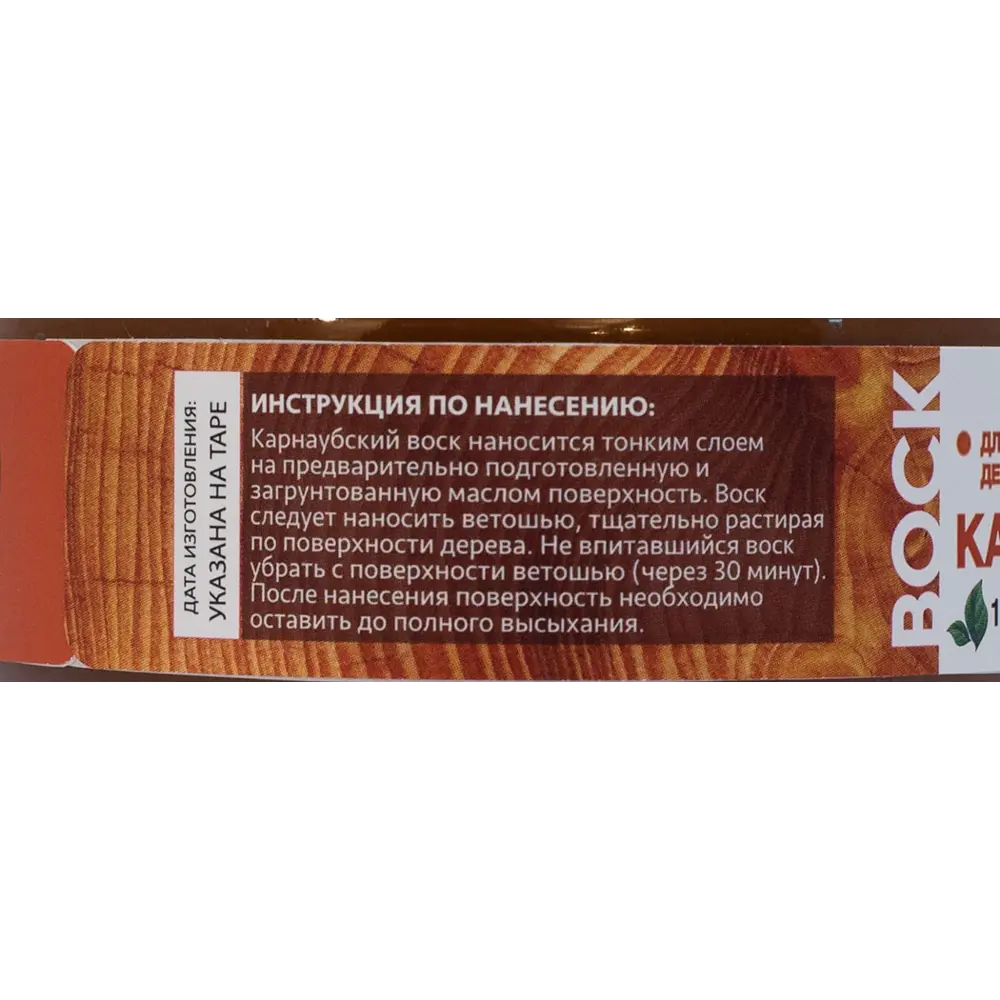 ДАТА ИЗГОТОВЛЕНИЯ:
УКАЗАНА НА ТАРЕ
ИНСТРУКЦИЯ ПО НАНЕСЕНИЮ:
Карнаубский воск наносится тонким слоем
на предварительно подготовленную и
загрунтованную маслом поверхность. Воск
следует наносить ветошью, тщательно растирая
по поверхности дерева. Не впитавшийся воск
убрать с поверхности ветошью (через 30 минут).
После нанесения поверхность необходимо
оставить до полного высыхания.
ВОСК